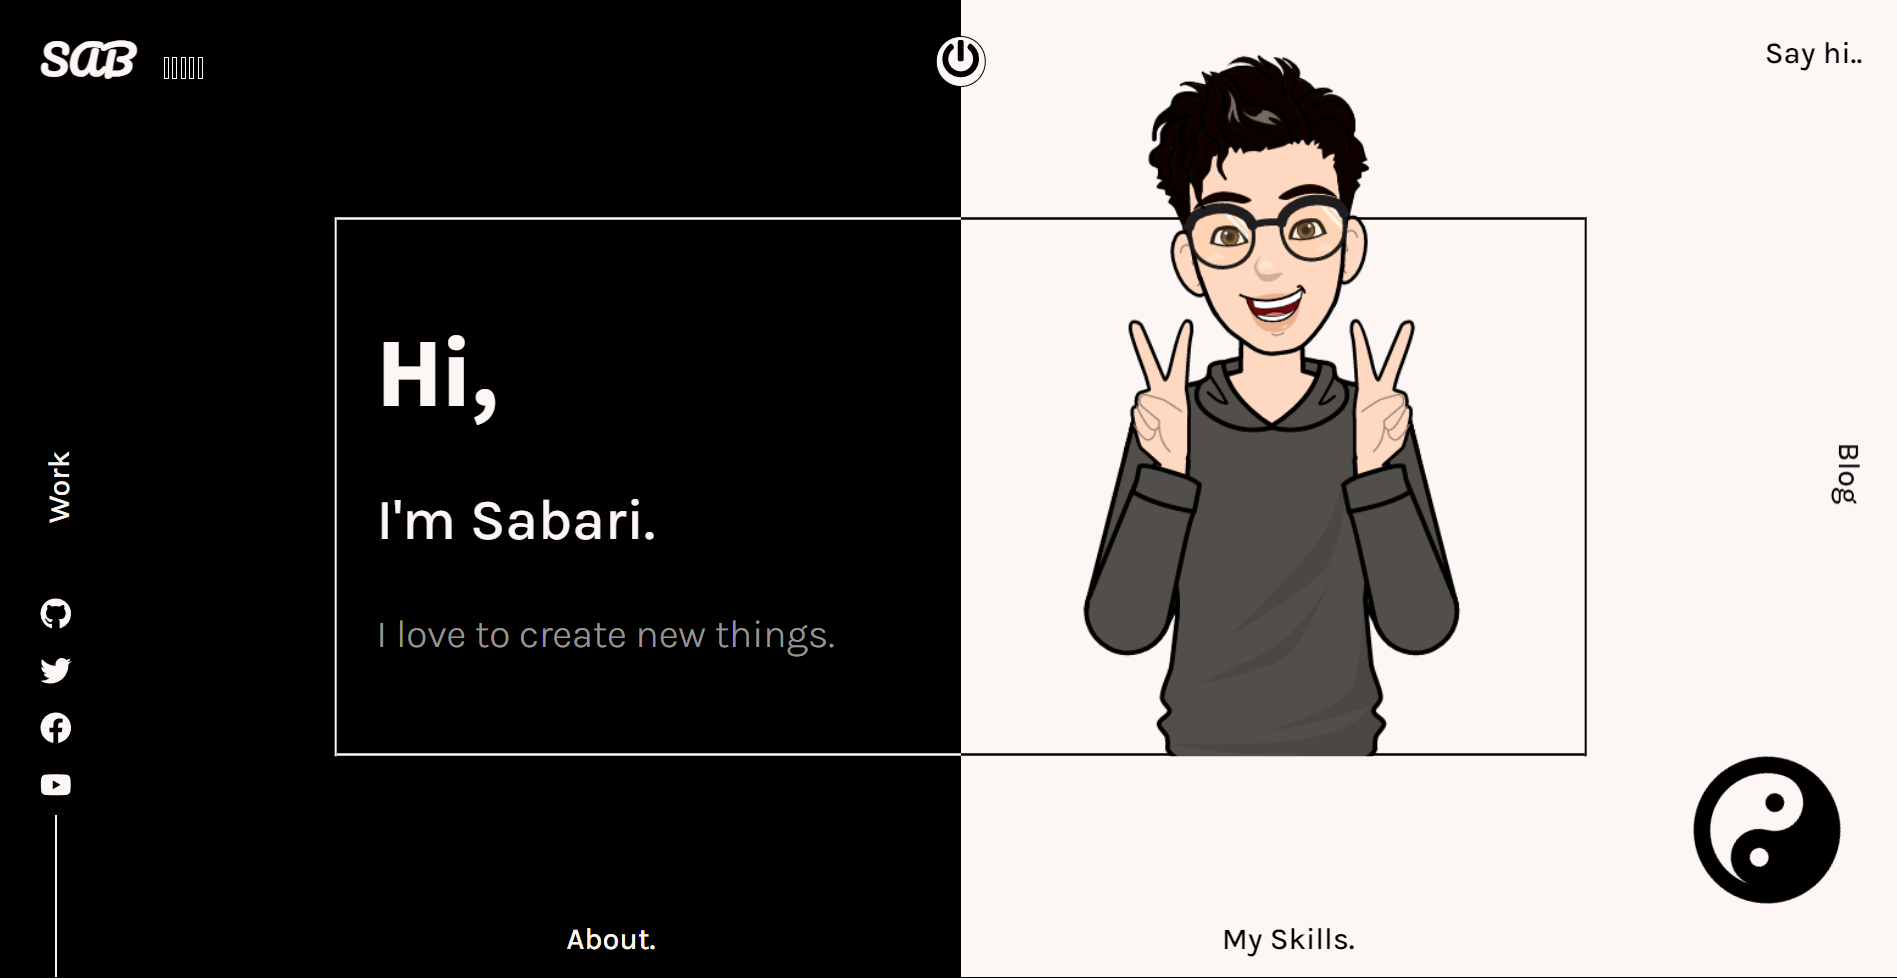 SAB
Say hi..
Hi,
I'm Sabari.
I love to create new things.
Work
Blog
About.
My Skills.